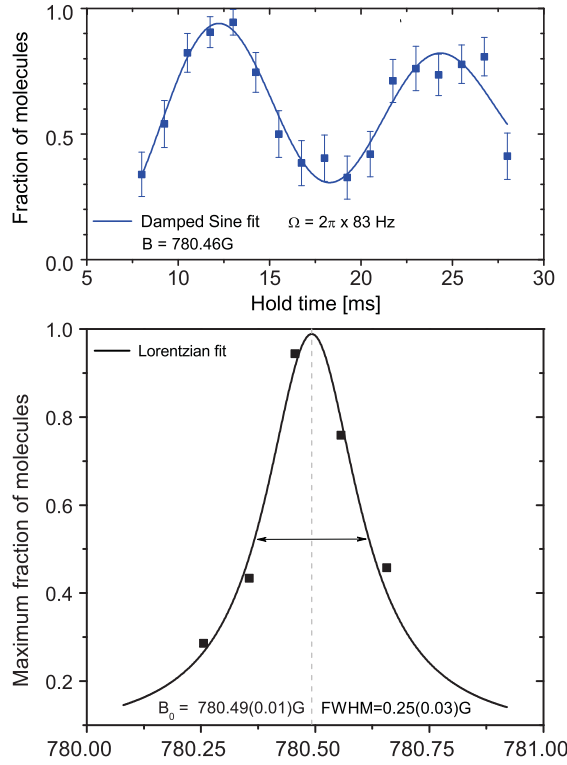 1.0
0.5
0.0
Fraction of molecules
Damped Sine fit
Ω = 2π x 83 Hz
B = 780.46G
5 10 15 20 25 30
Hold time [ms]
1.0
0.8
0.6
0.4
0.2
Maximum fraction of molecules
Lorentzian fit
B0 = 780.49(0.01)G FWHM=0.25(0.03)G
780.00 780.25 780.50 780.75 781.00